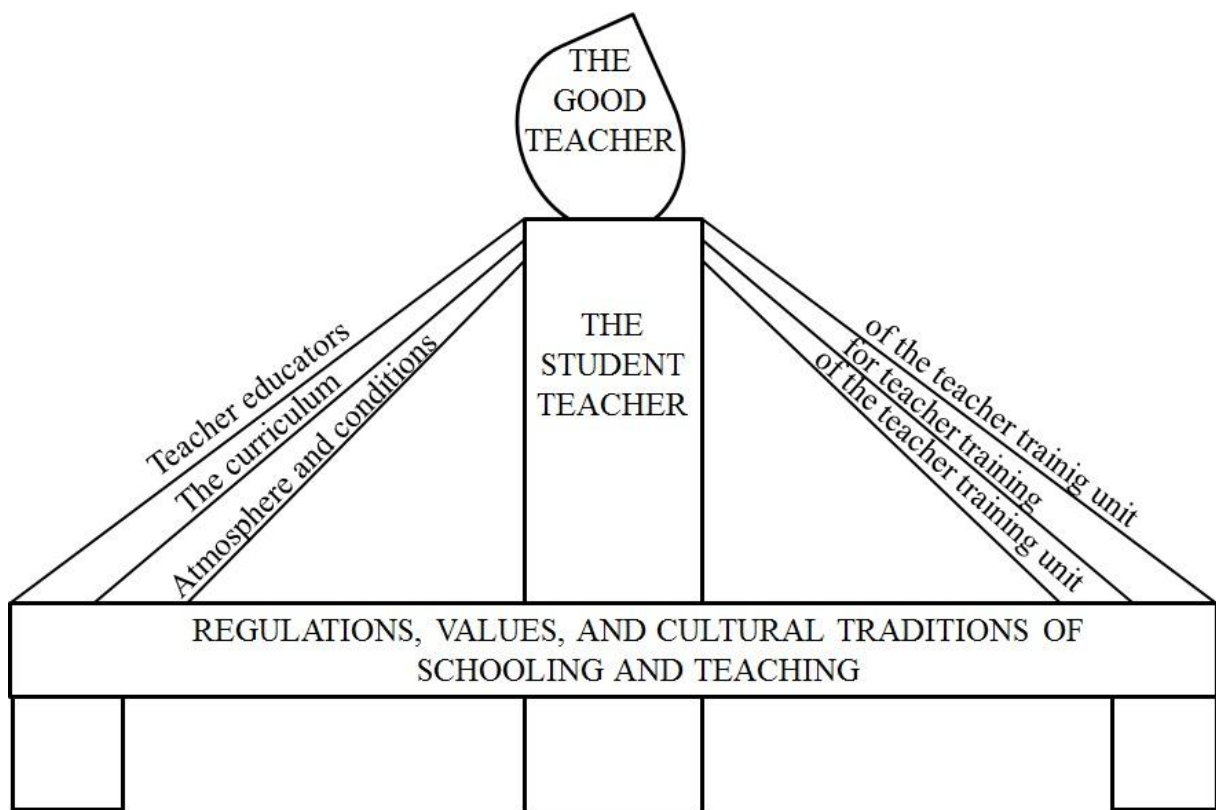 THE
GOOD
TEACHER
THE
STUDENT
TEACHER
Teacher educators
The curriculum
Atmosphere and conditions
of the teacher trainig unit
for teacher training
of the teacher training unit
REGULATIONS, VALUES, AND CULTURAL TRADITIONS OF
SCHOOLING AND TEACHING